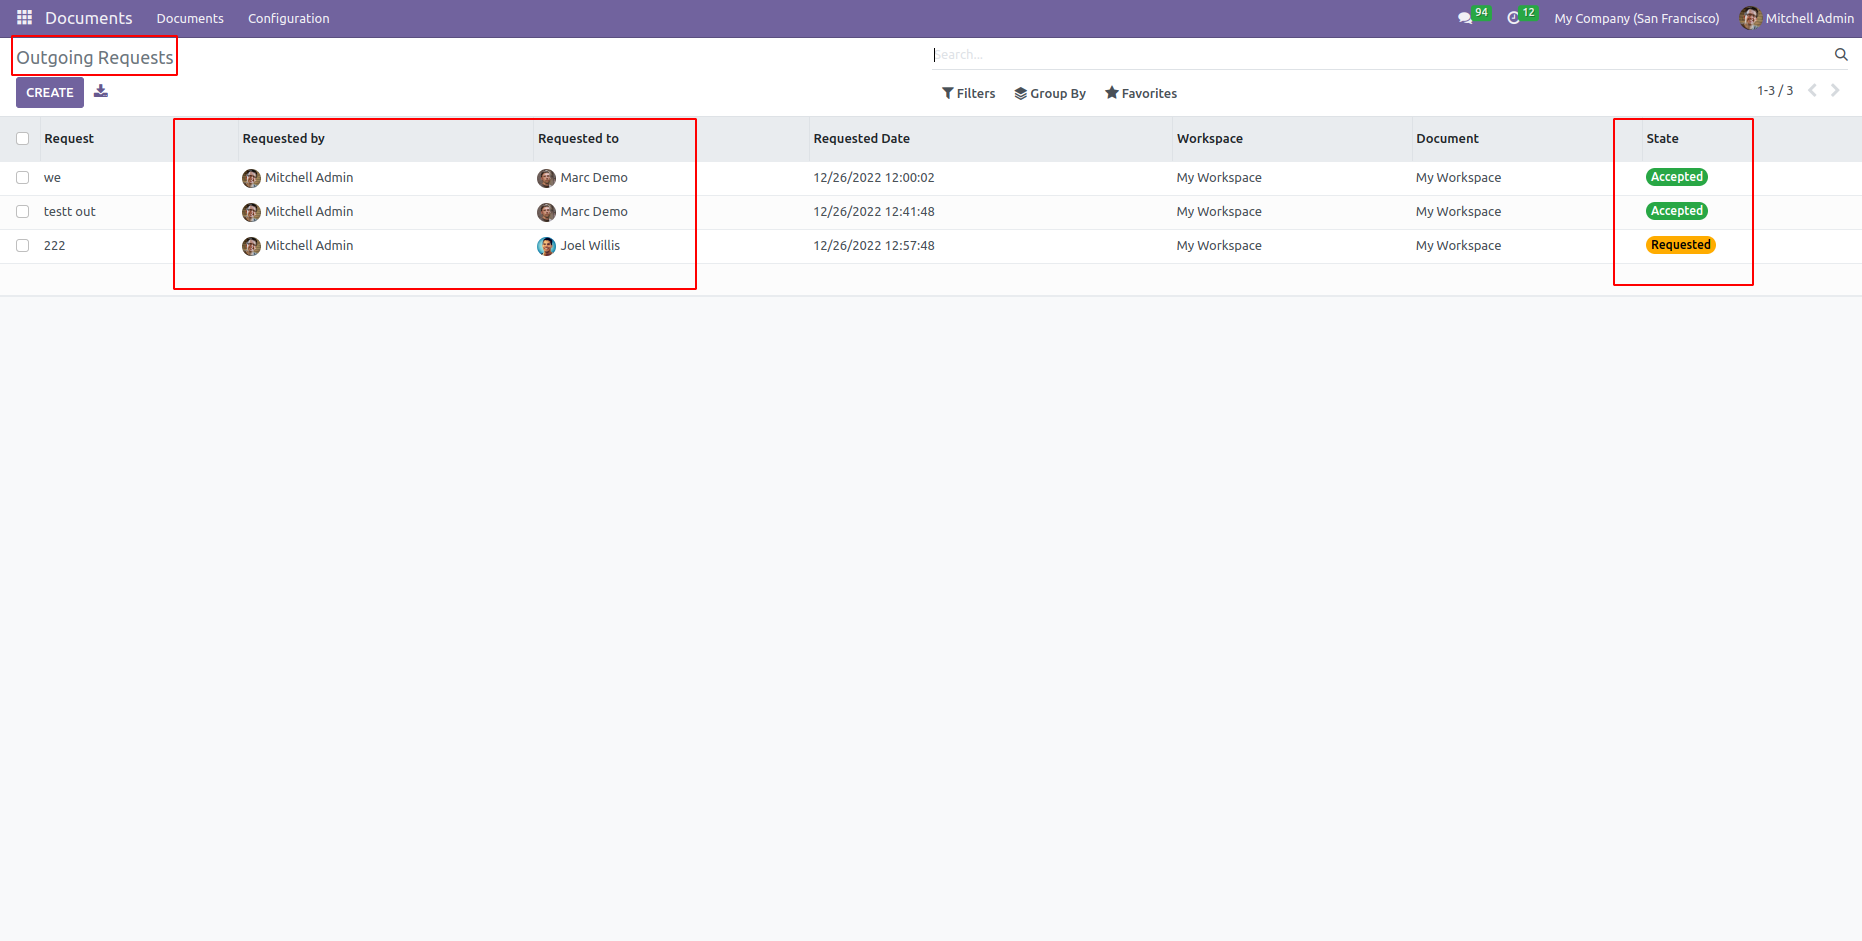 Documents Documents Configuration 94 12 My Company (San Francisco) Mitchell Admin
Outgoing Requests Search...
CREATE Filters Group By Favorites 1-3 / 3
Request Requested by Requested to Requested Date Workspace Document State
we Mitchell Admin Marc Demo 12/26/2022 12:00:02 My Workspace My Workspace Accepted
testt out Mitchell Admin Marc Demo 12/26/2022 12:41:48 My Workspace My Workspace Accepted
222 Mitchell Admin Joel Willis 12/26/2022 12:57:48 My Workspace My Workspace Requested